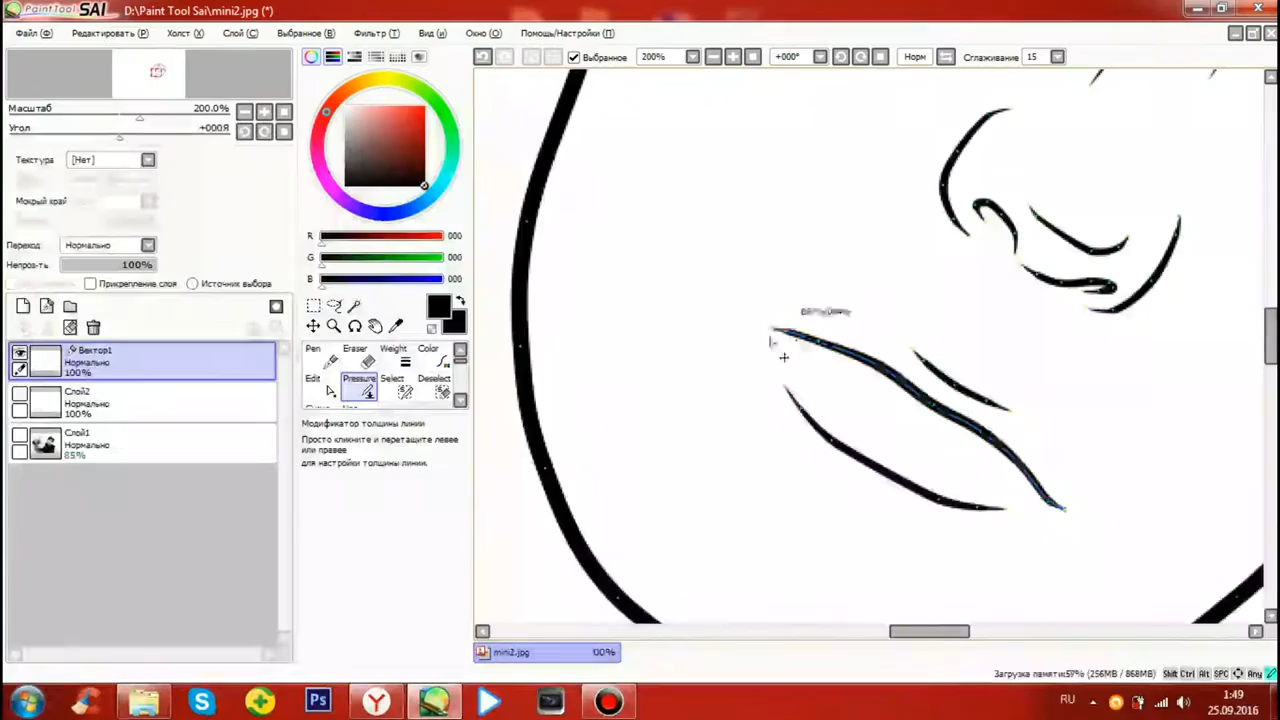 PaintTool SAI D:\Paint Tool Sai\mini2.jpg (*)
Файл (Ф) Редактировать (P) Холст (X) Слой (C) Выбранное (B) Фильтр (T) Вид (и) Окно (O) Помощь/Настройки (П)
Выбранное 200% +000° Норм Сглаживание 15
Масштаб 200.0%
Угол +000Я
Текстура [Нет]
Мокрый край
Переход: Нормально
Непроз-ть: 100%
Прикрепление слоя Источник выбора
R 000
G 000
B 000
Вектор1
Нормально
100%
Слой2
Нормально
100%
Слой1
Нормально
85%
Pen Eraser Weight Color
Edit Pressure Select Deselect
Модификатор толщины линии
Просто кликните и перетащите левее
или правее
для настройки толщины линии.
mini2.jpg 00%
Загрузка памяти:57% (256MB / 868MB) Shift Ctrl Alt SPC Any
Ps
RU
1:49
25.09.2016